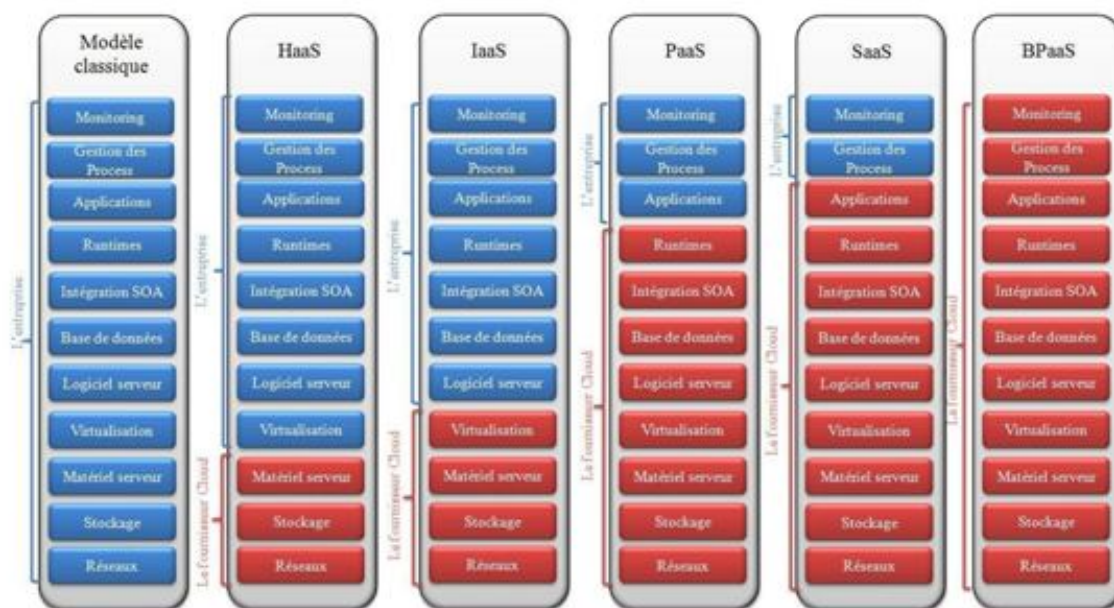 Modèle
classique
Monitoring
Gestion des
Process
Applications
Runtimes
Intégration SOA
Base de données
Logiciel serveur
Virtualisation
Matériel serveur
Stockage
Réseaux
L'entreprise
HaaS
Monitoring
Gestion des
Process
Applications
Runtimes
Intégration SOA
Base de données
Logiciel serveur
Virtualisation
Matériel serveur
Stockage
Réseaux
L'entreprise
Le fournisseur Cloud
IaaS
Monitoring
Gestion des
Process
Applications
Runtimes
Intégration SOA
Base de données
Logiciel serveur
Virtualisation
Matériel serveur
Stockage
Réseaux
L'entreprise
Le fournisseur Cloud
PaaS
Monitoring
Gestion des
Process
Applications
Runtimes
Intégration SOA
Base de données
Logiciel serveur
Virtualisation
Matériel serveur
Stockage
Réseaux
L'entreprise
Le fournisseur Cloud
SaaS
Monitoring
Gestion des
Process
Applications
Runtimes
Intégration SOA
Base de données
Logiciel serveur
Virtualisation
Matériel serveur
Stockage
Réseaux
L'entreprise
Le fournisseur Cloud
BPaaS
Monitoring
Gestion des
Process
Applications
Runtimes
Intégration SOA
Base de données
Logiciel serveur
Virtualisation
Matériel serveur
Stockage
Réseaux
Le fournisseur Cloud